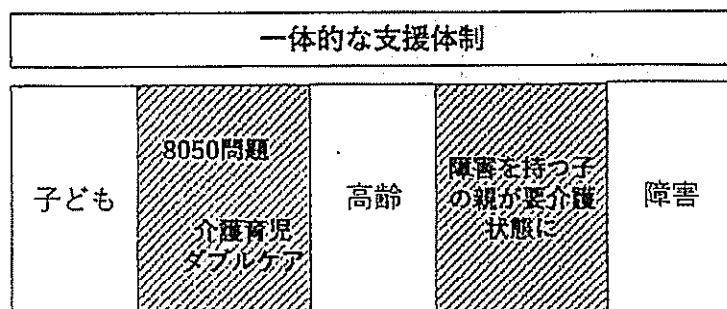 一体的な支援体制
子ども
8050問題
介護育児
ダブルケア
高齢
障害を持つ子
の親が要介護
状態に
障害